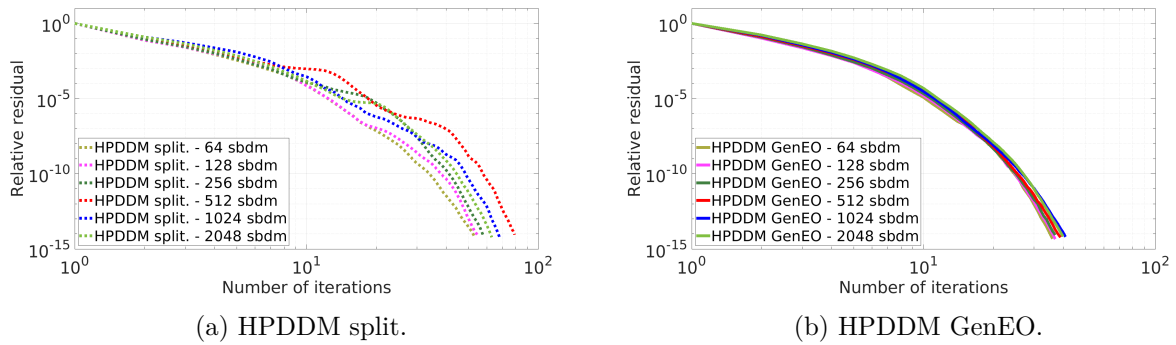 Relative residual
10^0
10^-5
10^-10
10^-15
HPDDM split. - 64 sbdm
HPDDM split. - 128 sbdm
HPDDM split. - 256 sbdm
HPDDM split. - 512 sbdm
HPDDM split. - 1024 sbdm
HPDDM split. - 2048 sbdm
10^0
10^1
10^2
Number of iterations
(a) HPDDM split.
Relative residual
10^0
10^-5
10^-10
10^-15
HPDDM GenEO - 64 sbdm
HPDDM GenEO - 128 sbdm
HPDDM GenEO - 256 sbdm
HPDDM GenEO - 512 sbdm
HPDDM GenEO - 1024 sbdm
HPDDM GenEO - 2048 sbdm
10^0
10^1
10^2
Number of iterations
(b) HPDDM GenEO.